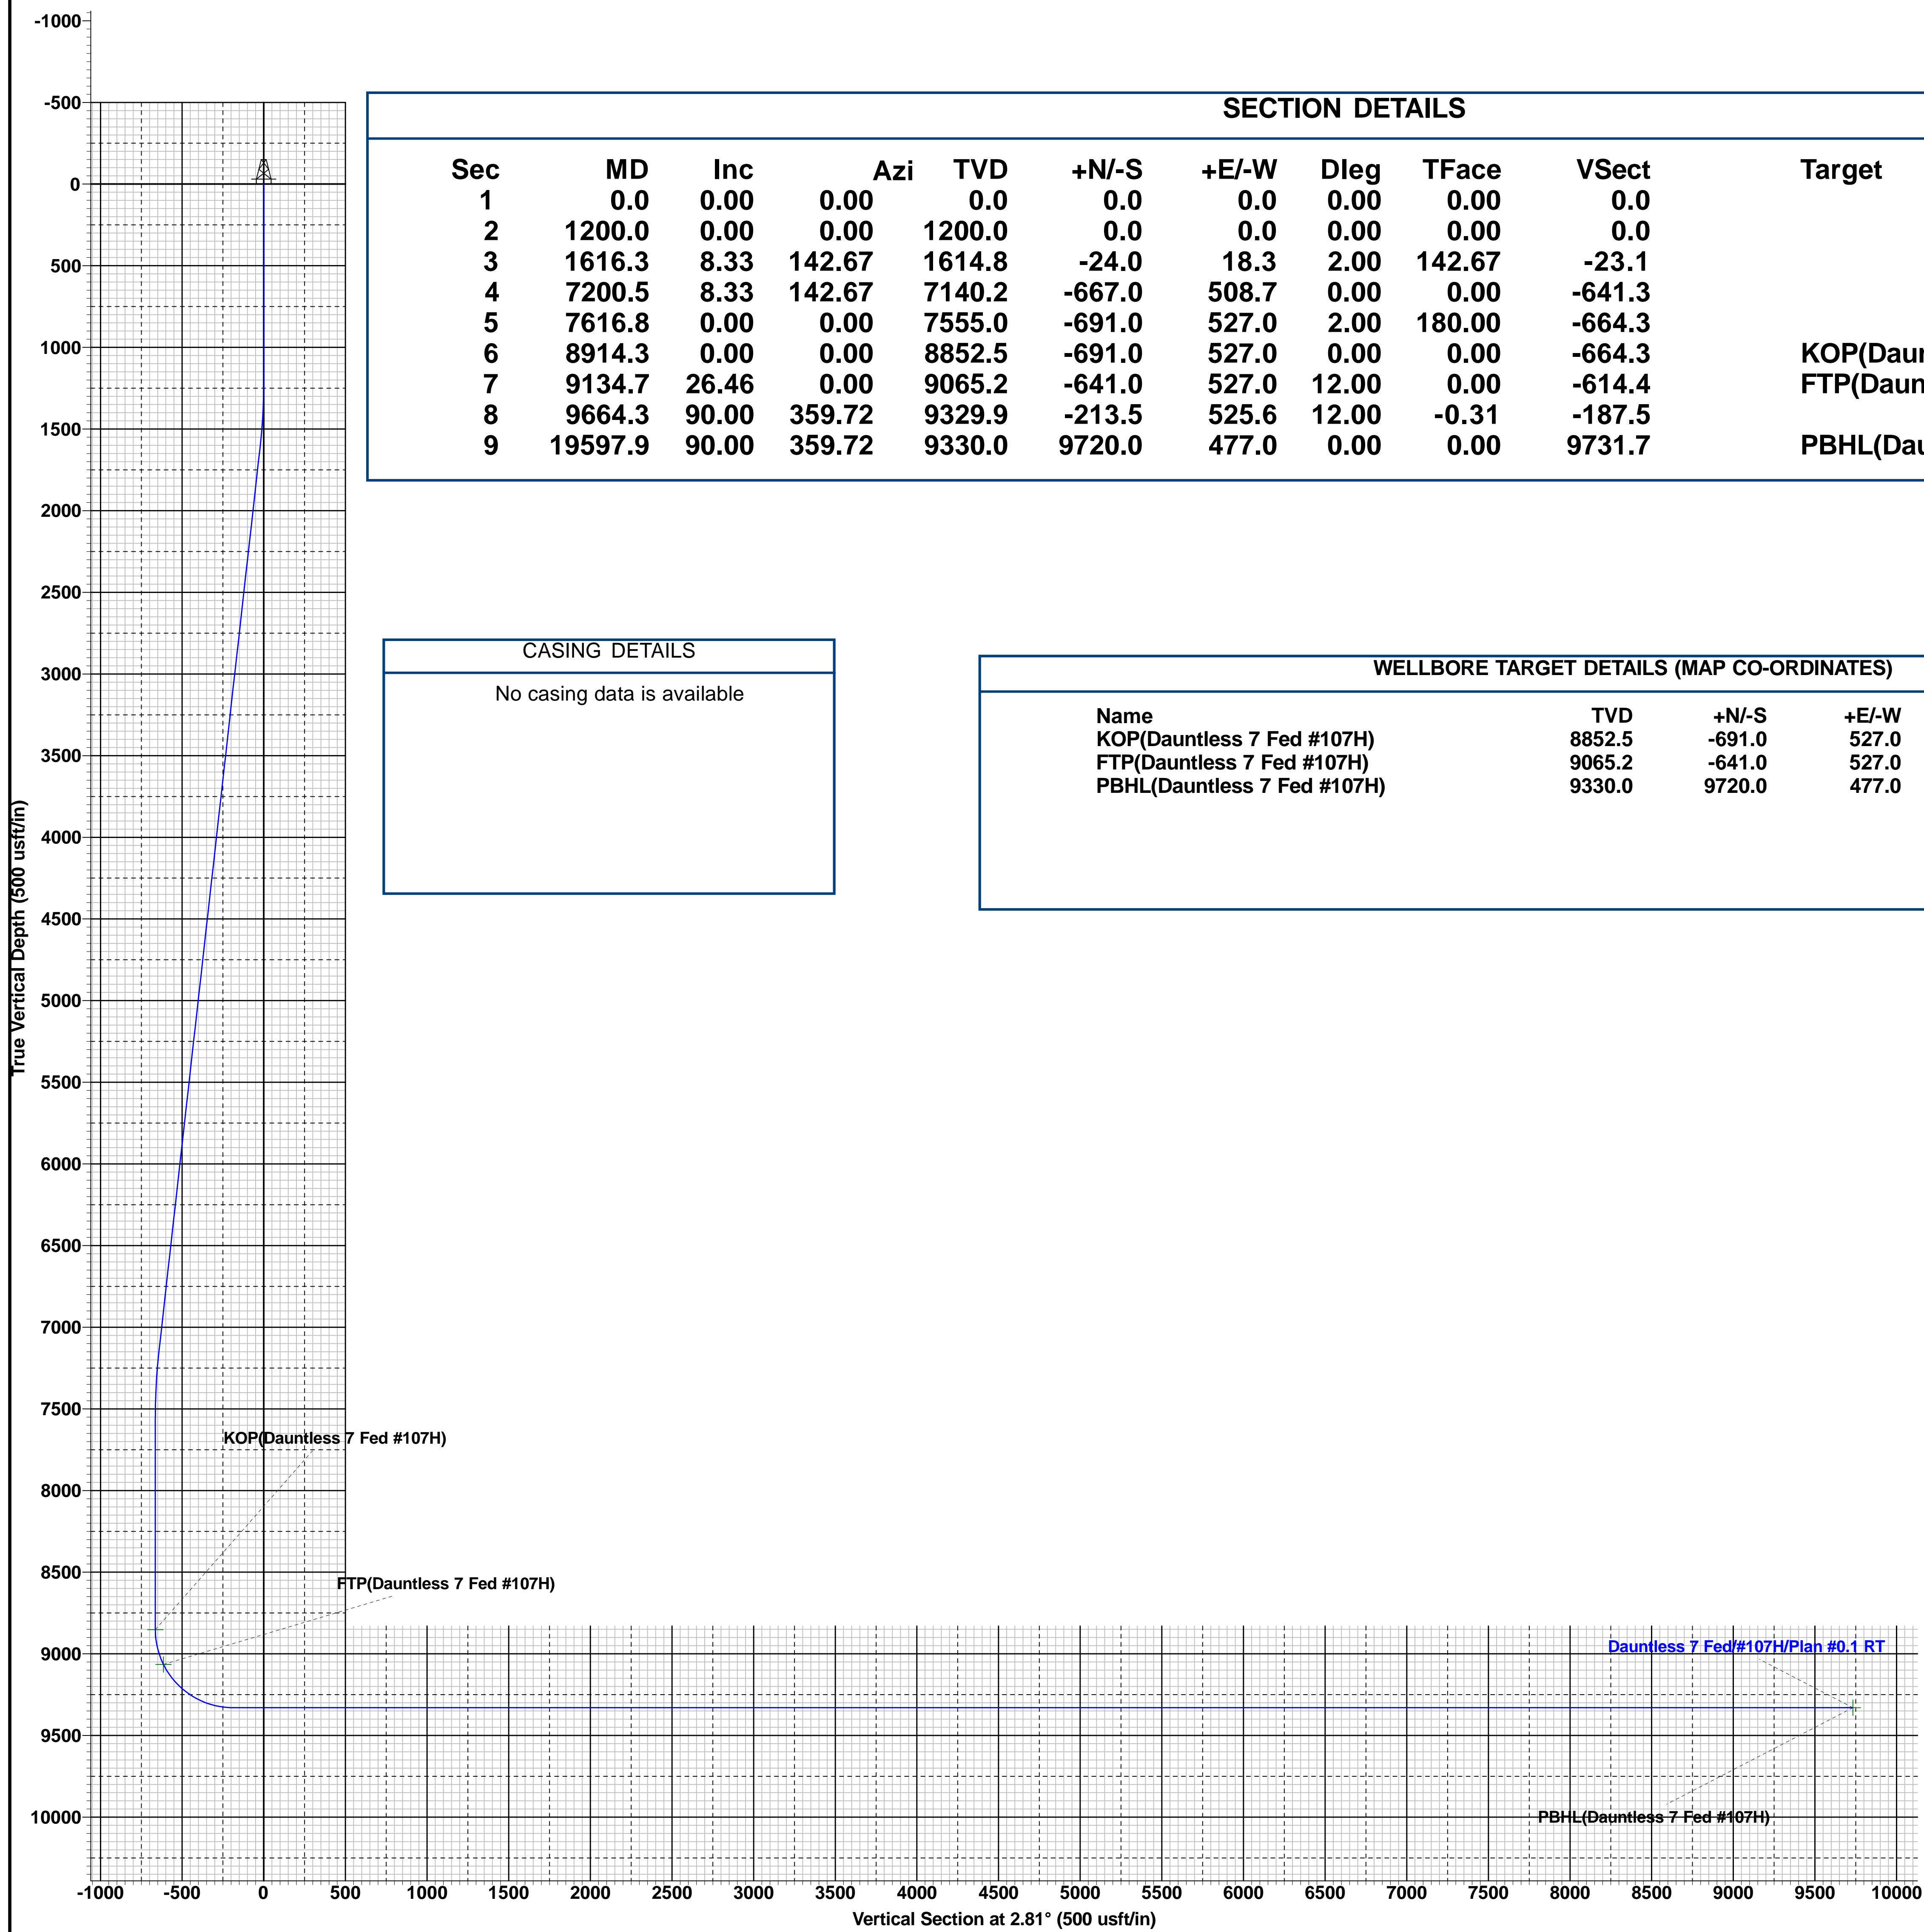 SECTION DETAILS
Sec MD Inc Azi TVD +N/-S +E/-W Dleg TFace VSect Target
1 0.0 0.00 0.00 0.0 0.0 0.0 0.00 0.00 0.0
2 1200.0 0.00 0.00 1200.0 0.0 0.0 0.00 0.00 0.0
3 1616.3 8.33 142.67 1614.8 -24.0 18.3 2.00 142.67 -23.1
4 7200.5 8.33 142.67 7140.2 -667.0 508.7 0.00 0.00 -641.3
5 7616.8 0.00 0.00 7555.0 -691.0 527.0 2.00 180.00 -664.3
6 8914.3 0.00 0.00 8852.5 -691.0 527.0 0.00 0.00 -664.3 KOP(Daun
7 9134.7 26.46 0.00 9065.2 -641.0 527.0 12.00 0.00 -614.4 FTP(Daun
8 9664.3 90.00 359.72 9329.9 -213.5 525.6 12.00 -0.31 -187.5
9 19597.9 90.00 359.72 9330.0 9720.0 477.0 0.00 0.00 9731.7 PBHL(Dau
CASING DETAILS
No casing data is available
WELLBORE TARGET DETAILS (MAP CO-ORDINATES)
Name TVD +N/-S +E/-W
KOP(Dauntless 7 Fed #107H) 8852.5 -691.0 527.0
FTP(Dauntless 7 Fed #107H) 9065.2 -641.0 527.0
PBHL(Dauntless 7 Fed #107H) 9330.0 9720.0 477.0
True Vertical Depth (500 usft/in)
-1000
-500
0
500
1000
1500
2000
2500
3000
3500
4000
4500
5000
5500
6000
6500
7000
7500
8000
8500
9000
9500
10000
KOP(Dauntless 7 Fed #107H)
FTP(Dauntless 7 Fed #107H)
Dauntless 7 Fed/#107H/Plan #0.1 RT
PBHL(Dauntless 7 Fed #107H)
-1000 -500 0 500 1000 1500 2000 2500 3000 3500 4000 4500 5000 5500 6000 6500 7000 7500 8000 8500 9000 9500 10000
Vertical Section at 2.81° (500 usft/in)